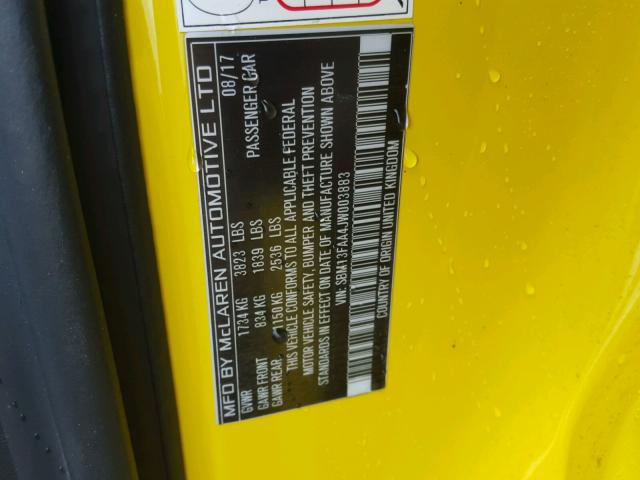 MFD BY McLAREN AUTOMOTIVE LTD
08/17
GVWR 1734 KG 3823 LBS PASSENGER CAR
GAWR FRONT 834 KG 1839 LBS
GAWR REAR 1150 KG 2536 LBS
THIS VEHICLE CONFORMS TO ALL APPLICABLE FEDERAL
MOTOR VEHICLE SAFETY, BUMPER AND THEFT PREVENTION
STANDARDS IN EFFECT ON DATE OF MANUFACTURE SHOWN ABOVE
VIN: SBM13FAA4JW003883
COUNTRY OF ORIGIN UNITED KINGDOM